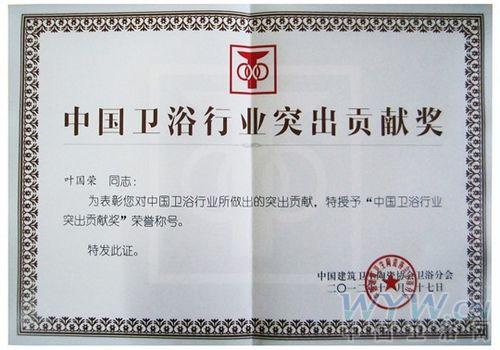 中国卫浴行业突出贡献奖
叶国荣 同志：
为表彰您对中国卫浴行业所做出的突出贡献，特授予“中国卫浴行业
突出贡献奖”荣誉称号。
特发此证。
中国建筑卫生陶瓷协会卫浴分会